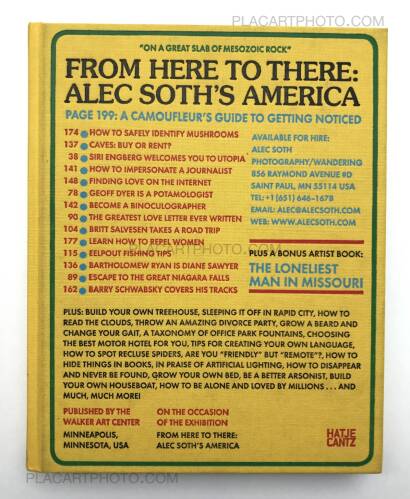 PLACARTPHOTO.COM
"ON A GREAT SLAB OF MESOZOIC ROCK"
FROM HERE TO THERE:
ALEC SOTH'S AMERICA
PAGE 199: A CAMOUFLEUR'S GUIDE TO GETTING NOTICED
174 HOW TO SAFELY IDENTIFY MUSHROOMS
137 CAVES: BUY OR RENT?
38 SIRI ENGBERG WELCOMES YOU TO UTOPIA
141 HOW TO IMPERSONATE A JOURNALIST
148 FINDING LOVE ON THE INTERNET
78 GEOFF DYER IS A POTAMOLOGIST
142 BECOME A BINOCULOGRAPHER
90 THE GREATEST LOVE LETTER EVER WRITTEN
104 BRITT SALVESEN TAKES A ROAD TRIP
177 LEARN HOW TO REPEL WOMEN
115 EELPOUT FISHING TIPS
136 BARTHOLOMEW RYAN IS DIANE SAWYER
89 ESCAPE TO THE GREAT NIAGARA FALLS
162 BARRY SCHWABSKY COVERS HIS TRACKS
AVAILABLE FOR HIRE:
ALEC SOTH
PHOTOGRAPHY/WANDERING
856 RAYMOND AVENUE #D
SAINT PAUL, MN 55114 USA
TEL: +1 (651) 646-1678
EMAIL: ALEC@ALECSOTH.COM
WEB: WWW.ALECSOTH.COM
PLUS A BONUS ARTIST BOOK:
THE LONELIEST
MAN IN MISSOURI
PLUS: BUILD YOUR OWN TREEHOUSE, SLEEPING IT OFF IN RAPID CITY, HOW TO
READ THE CLOUDS, THROW AN AMAZING DIVORCE PARTY, GROW A BEARD AND
CHANGE YOUR GAIT, A TAXONOMY OF OFFICE PARK FOUNTAINS, CHOOSING
THE BEST MOTOR HOTEL FOR YOU, TIPS FOR CREATING YOUR OWN LANGUAGE,
HOW TO SPOT RECLUSE SPIDERS, ARE YOU "FRIENDLY" BUT "REMOTE"?, HOW TO
HIDE THINGS IN BOOKS, IN PRAISE OF ARTIFICIAL LIGHTING, HOW TO DISAPPEAR
AND NEVER BE FOUND, GROW YOUR OWN BED, BE A BETTER ARSONIST, BUILD
YOUR OWN HOUSEBOAT, HOW TO BE ALONE AND LOVED BY MILLIONS . . . AND
MUCH, MUCH MORE!
PUBLISHED BY THE
WALKER ART CENTER
MINNEAPOLIS,
MINNESOTA, USA
ON THE OCCASION
OF THE EXHIBITION
FROM HERE TO THERE:
ALEC SOTH'S AMERICA
HATJE
CANTZ
PLACARTPHOTO.COM